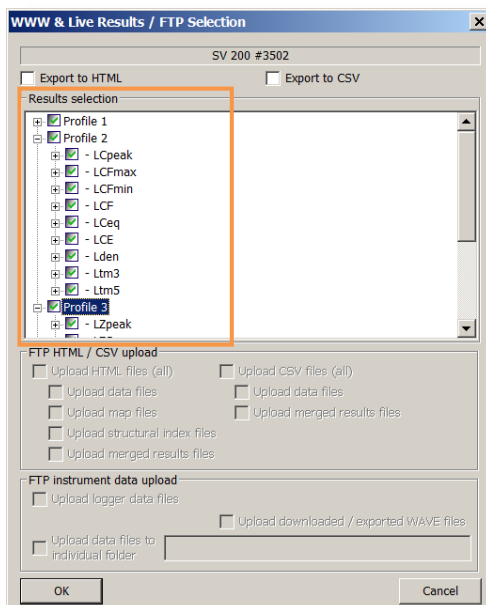 WWW & Live Results / FTP Selection
SV 200 #3502
Export to HTML Export to CSV
Results selection
Profile 1
Profile 2
- LCpeak
- LCFmax
- LCFmin
- LCF
- LCeq
- LCE
- Lden
- Ltm3
- Ltm5
Profile 3
- LZpeak
FTP HTML / CSV upload
Upload HTML files (all) Upload CSV files (all)
Upload data files Upload data files
Upload map files Upload merged results files
Upload structural index files
Upload merged results files
FTP instrument data upload
Upload logger data files
Upload downloaded / exported WAVE files
Upload data files to
individual folder
OK Cancel